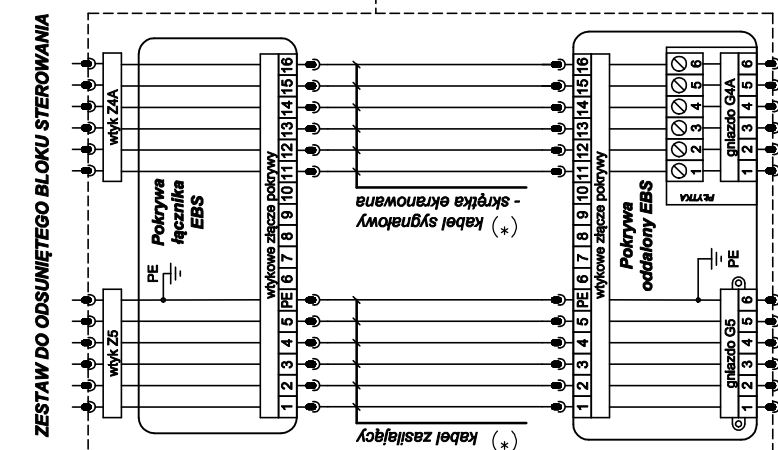 ZESTAW DO ODSUNIĘTEGO BLOKU STEROWANIA
wtyk Z4A
wtyk Z5
Pokrywa
łącznika
EBS
PE
wtykowe złącze pokrywy
16
15
14
13
12
11
10
9
8
7
6
PE
5
4
3
2
1
(*) kabel sygnałowy
- skrętka ekranowana
(*) kabel zasilający
16
15
14
13
12
11
10
9
8
7
6
PE
5
4
3
2
1
wtykowe złącze pokrywy
Pokrywa
oddalony EBS
6
5
4
3
2
1
PŁYTKA
gniazdo G4A
6
5
4
3
2
1
PE
gniazdo G5
6
5
4
3
2
1